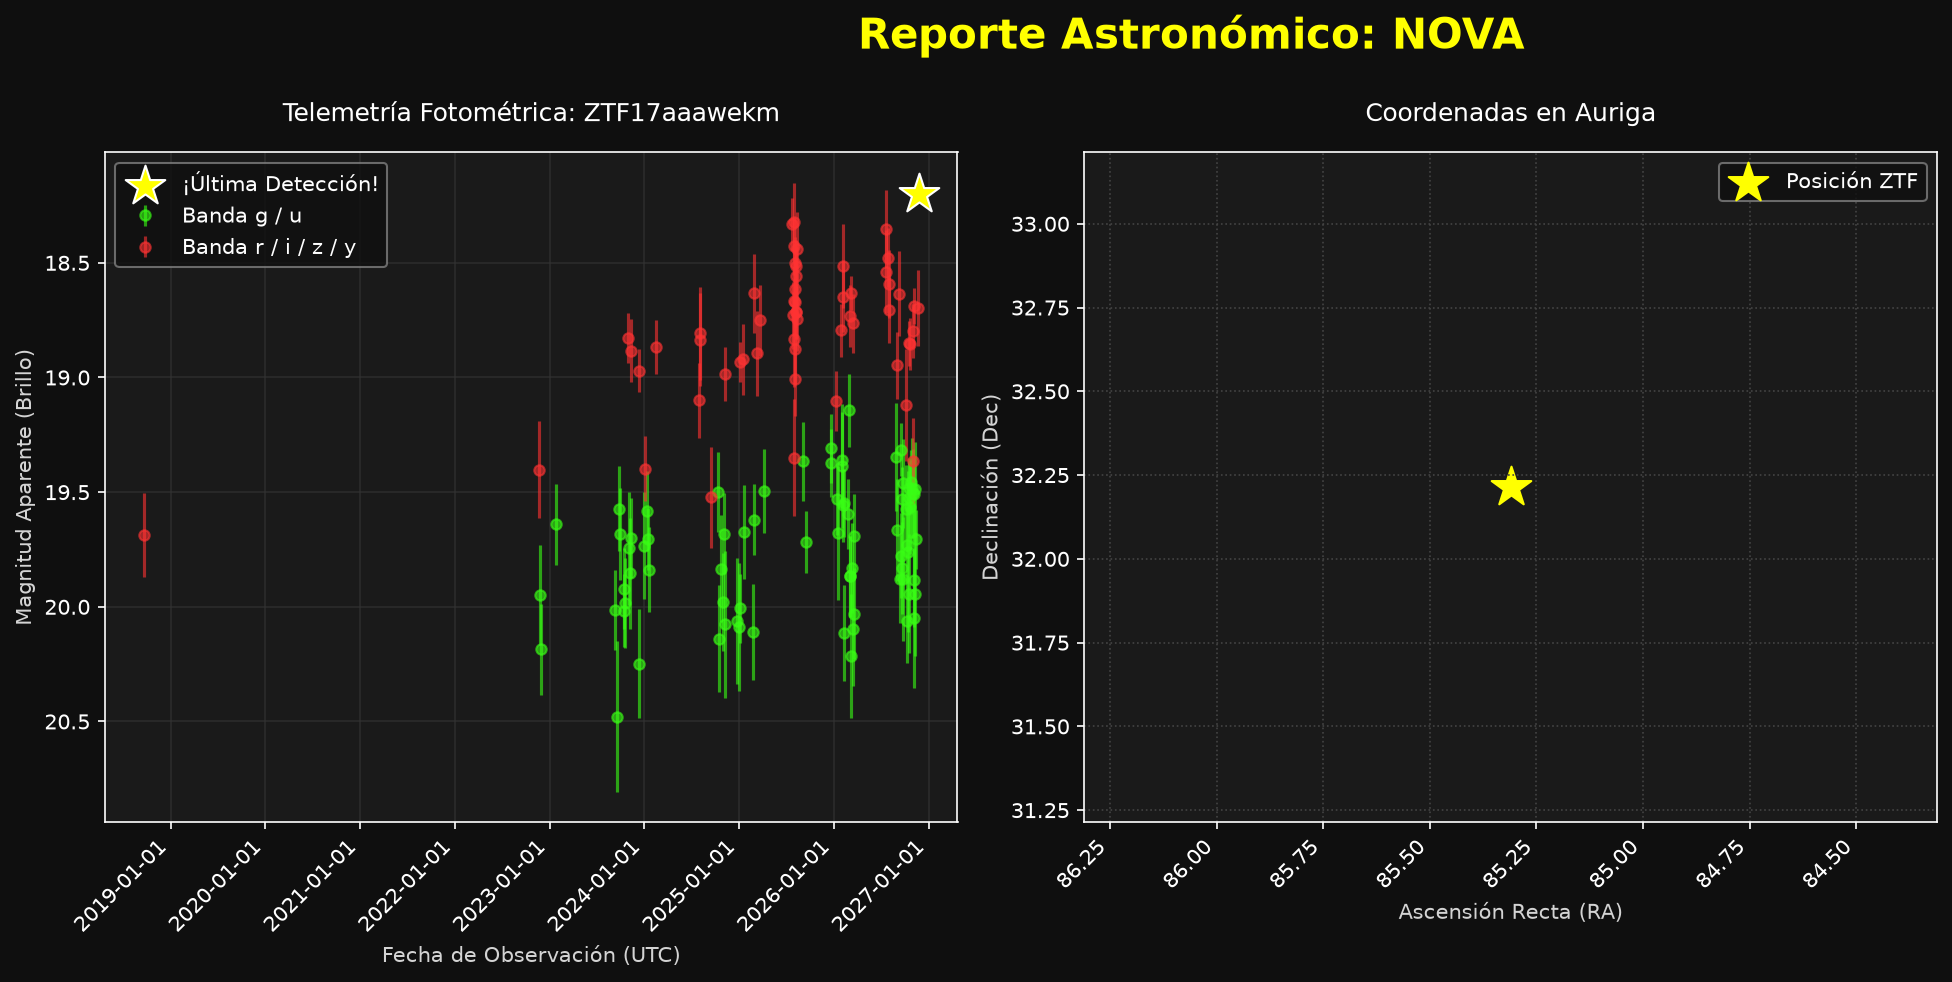 Reporte Astronómico: NOVA
Telemetría Fotométrica: ZTF17aaawekm
¡Última Detección!
Banda g / u
Banda r / i / z / y
Magnitud Aparente (Brillo)
18.5
19.0
19.5
20.0
20.5
2019-01-01
2020-01-01
2021-01-01
2022-01-01
2023-01-01
2024-01-01
2025-01-01
2026-01-01
2027-01-01
Fecha de Observación (UTC)
Coordenadas en Auriga
Posición ZTF
Declinación (Dec)
33.00
32.75
32.50
32.25
32.00
31.75
31.50
31.25
86.25
86.00
85.75
85.50
85.25
85.00
84.75
84.50
Ascensión Recta (RA)